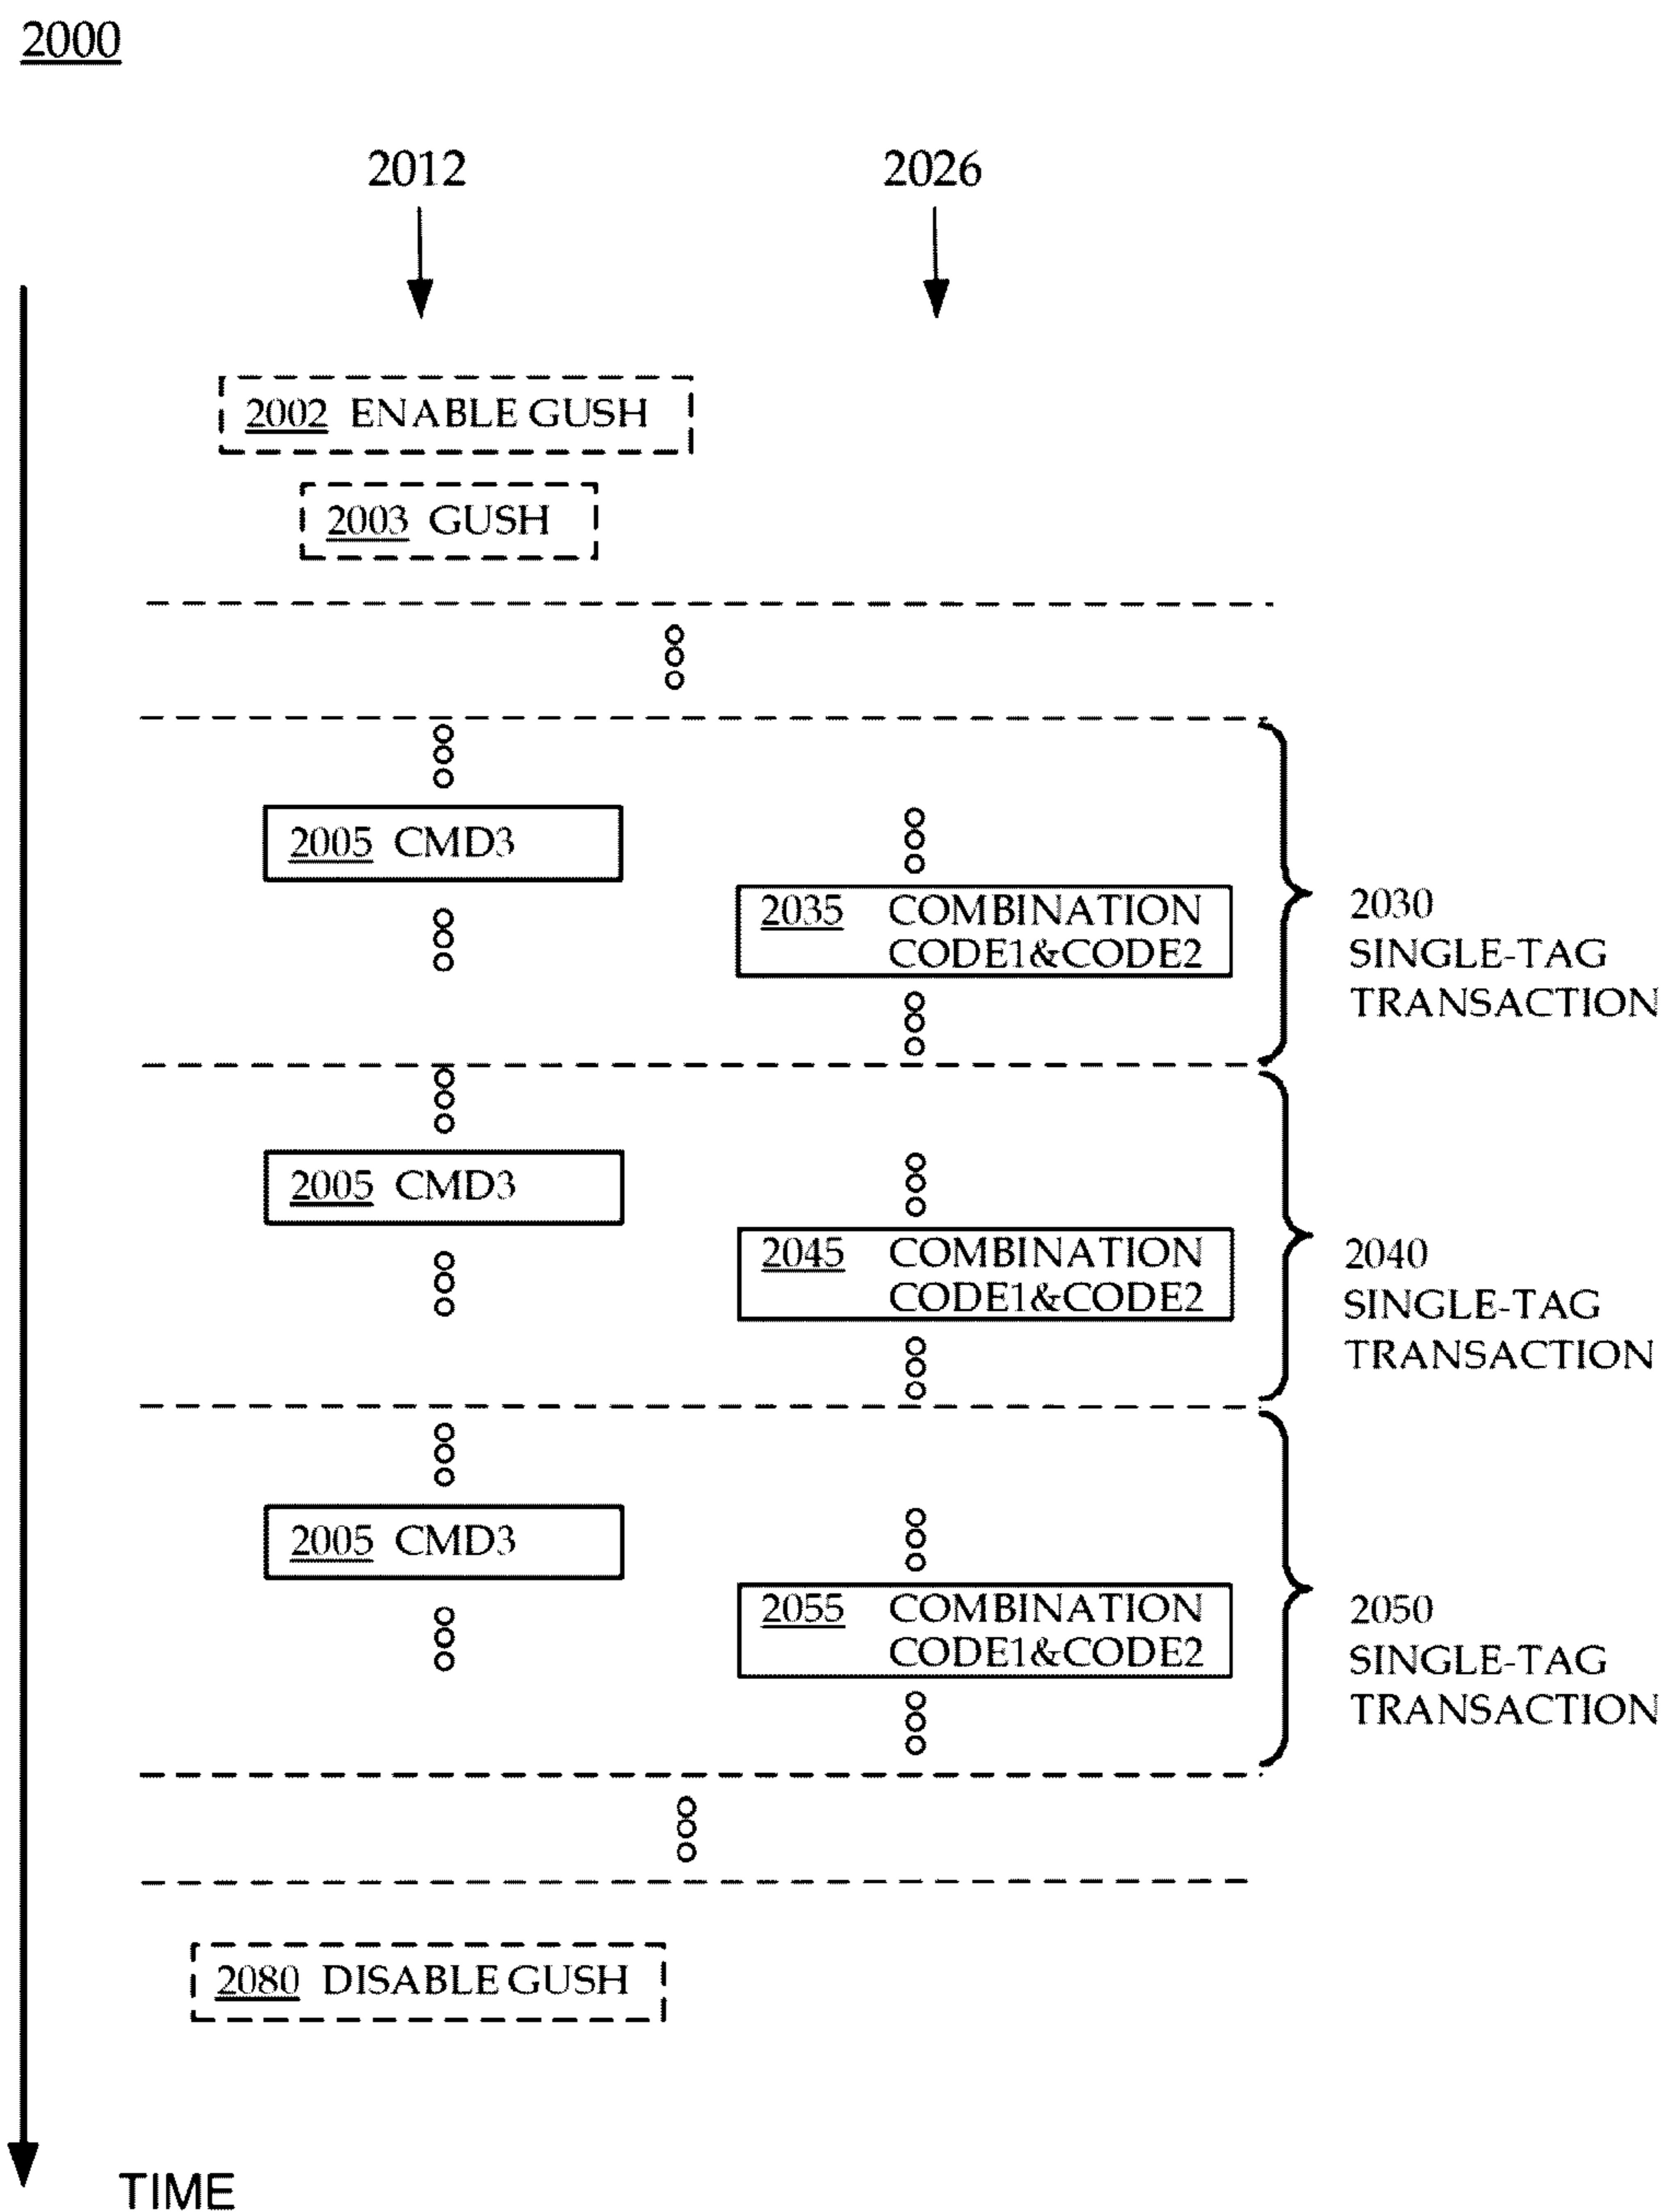 2000
2012 2026
2002 ENABLE GUSH
2003 GUSH
2005 CMD3
2035 COMBINATION
CODE1&CODE2
2030
SINGLE-TAG
TRANSACTION
2005 CMD3
2045 COMBINATION
CODE1&CODE2
2040
SINGLE-TAG
TRANSACTION
2005 CMD3
2055 COMBINATION
CODE1&CODE2
2050
SINGLE-TAG
TRANSACTION
2080 DISABLE GUSH
TIME